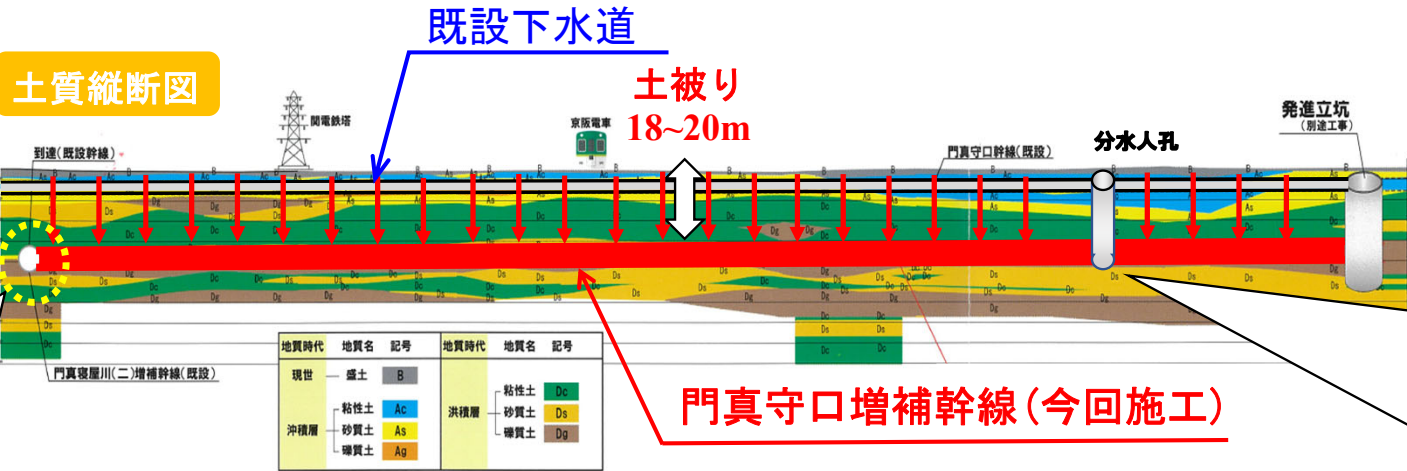 既設下水道
土質縦断図
土被り
18~20m
関電鉄塔
京阪電車
発進立坑
(別途工事)
到達(既設幹線)
門真守口幹線(既設)
分水人孔
門真寝屋川(二)増補幹線(既設)
門真守口増補幹線(今回施工)
地質時代 地質名 記号 地質時代 地質名 記号
現世 盛土 B
沖積層 粘性土 Ac
砂質土 As
礫質土 Ag
洪積層 粘性土 Dc
砂質土 Ds
礫質土 Dg